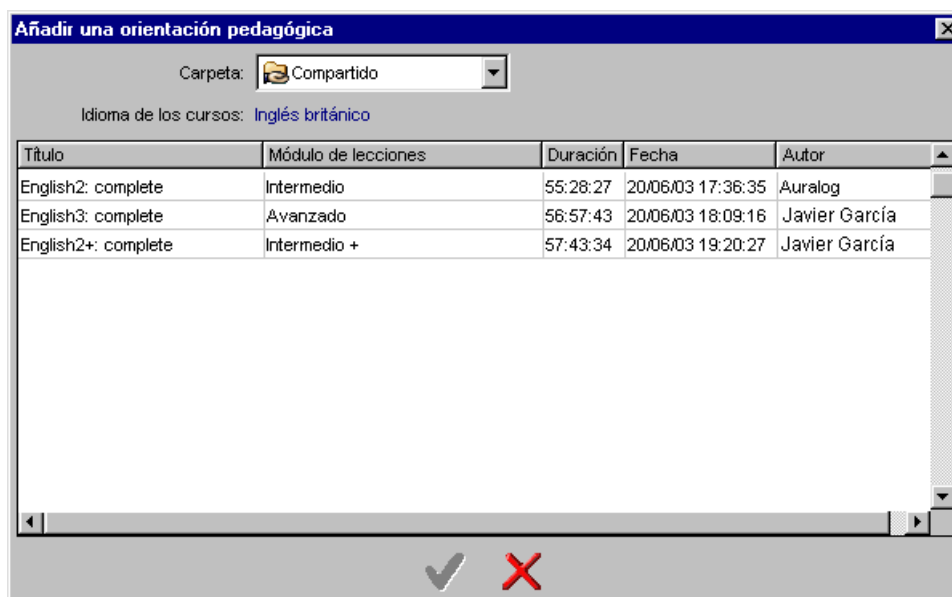 Añadir una orientación pedagógica
Carpeta: Compartido
Idioma de los cursos: Inglés británico
Título Módulo de lecciones Duración Fecha Autor
English2: complete Intermedio 55:28:27 20/06/03 17:36:35 Auralog
English3: complete Avanzado 56:57:43 20/06/03 18:09:16 Javier García
English2+: complete Intermedio + 57:43:34 20/06/03 19:20:27 Javier García